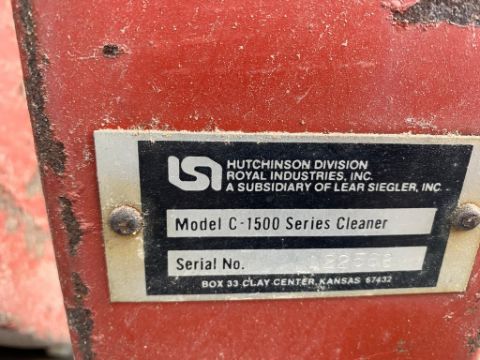 LSI HUTCHINSON DIVISION
ROYAL INDUSTRIES, INC.
A SUBSIDIARY OF LEAR SIEGLER, INC.
Model C-1500 Series Cleaner
Serial No.
BOX 33 CLAY CENTER, KANSAS 67432